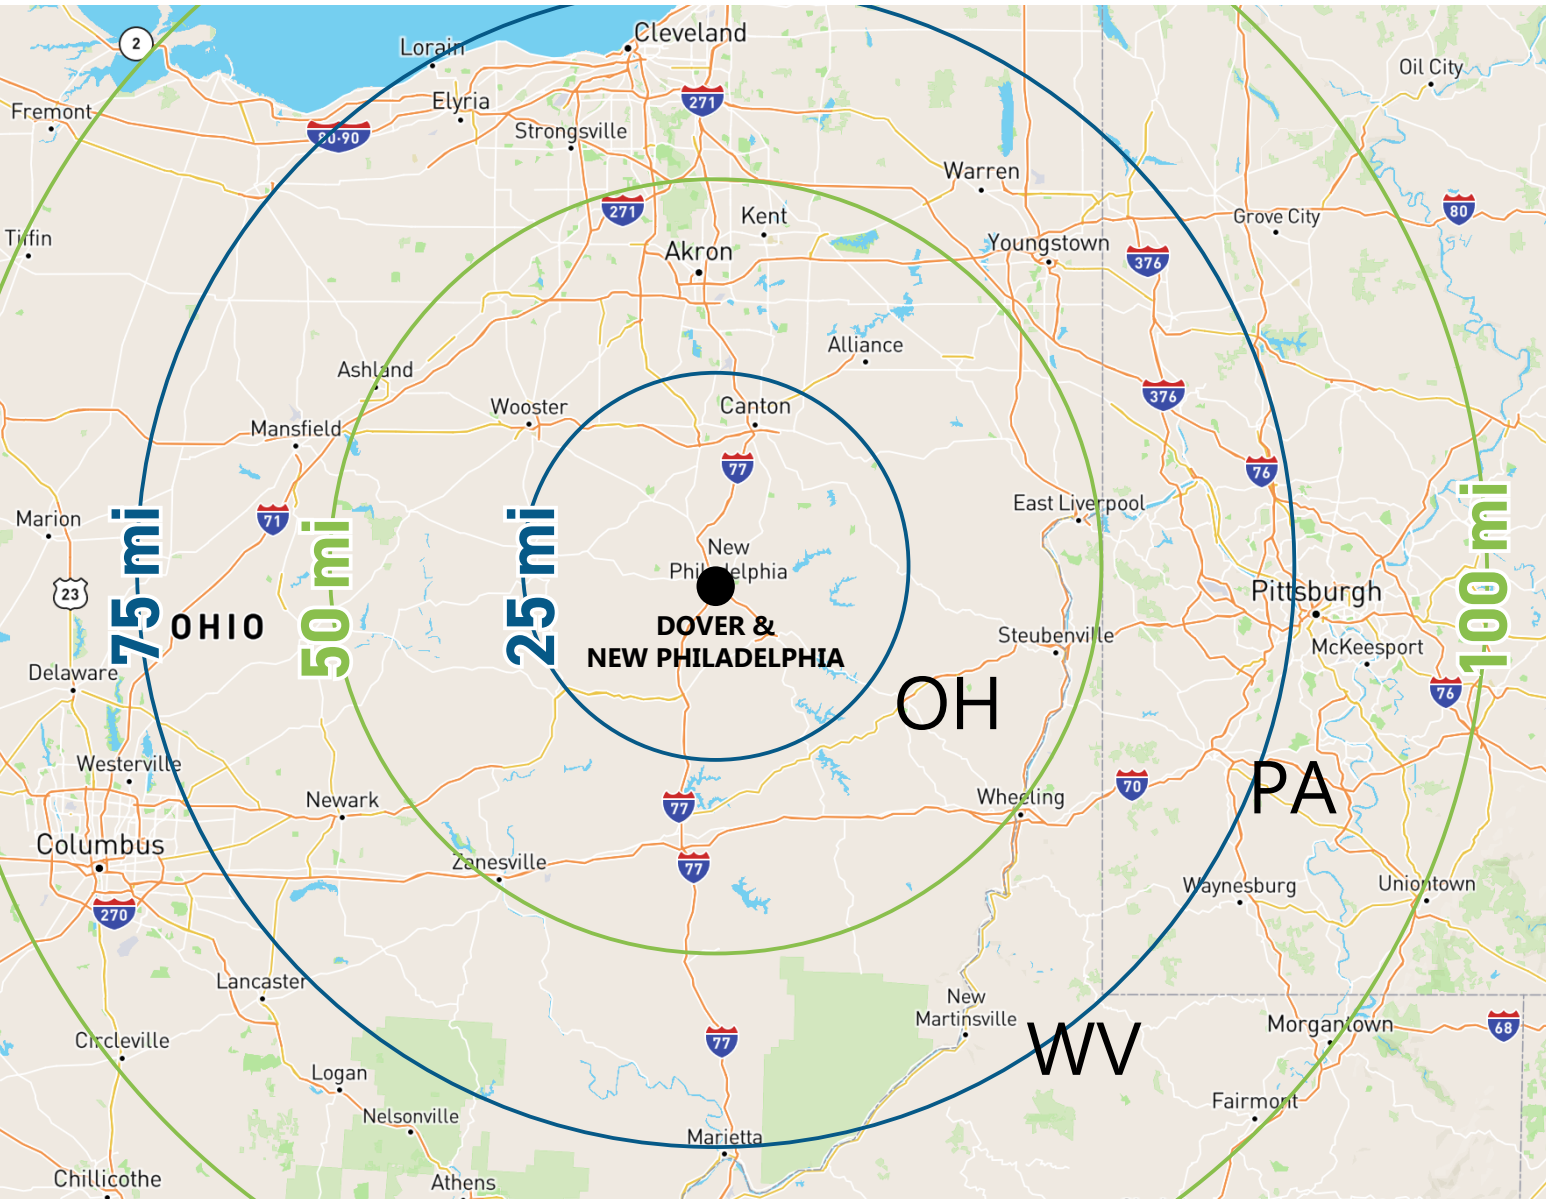 Cleveland
2
Lorain
Oil City
Elyria
271
Fremont
Strongsville
80-90
Warren
271
Kent
80
Grove City
Tiffin
Akron
Youngstown
376
Alliance
Ashland
376
Wooster
Canton
Mansfield
77
76
East Liverpool
Marion
71
75 mi
50 mi
25 mi
100 mi
New
Philadelphia
23
Pittsburgh
OHIO
DOVER &
NEW PHILADELPHIA
Steubenville
McKeesport
Delaware
76
OH
Westerville
PA
70
Newark
77
Wheeling
Columbus
Zanesville
77
Waynesburg
Uniontown
270
Lancaster
New
Martinsville
Morgantown
68
Circleville
77
WV
Logan
Fairmont
Nelsonville
Marietta
Chillicothe
Athens